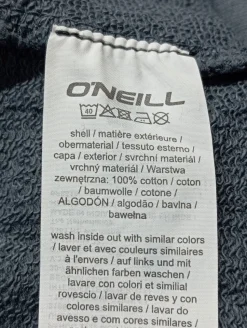 O'NEILL
40
shell / matière extérieure /
obermaterial / tessuto esterno /
capa / exterior / svrchní materiál /
vrchný materiál / Warstwa
zewnętrzna: 100% cotton / coton
/ baumwolle / cotone /
ALGODÓN / algodão / bavlna /
bawełna
wash inside out with similar colors
/ laver et avec couleurs similaires
à l'envers / auf links und mit
ähnlichen farben waschen /
lavare con colori et similial
rovescio / lavar de reves y con
colores similares / lavar do
avesso e com cores similares /